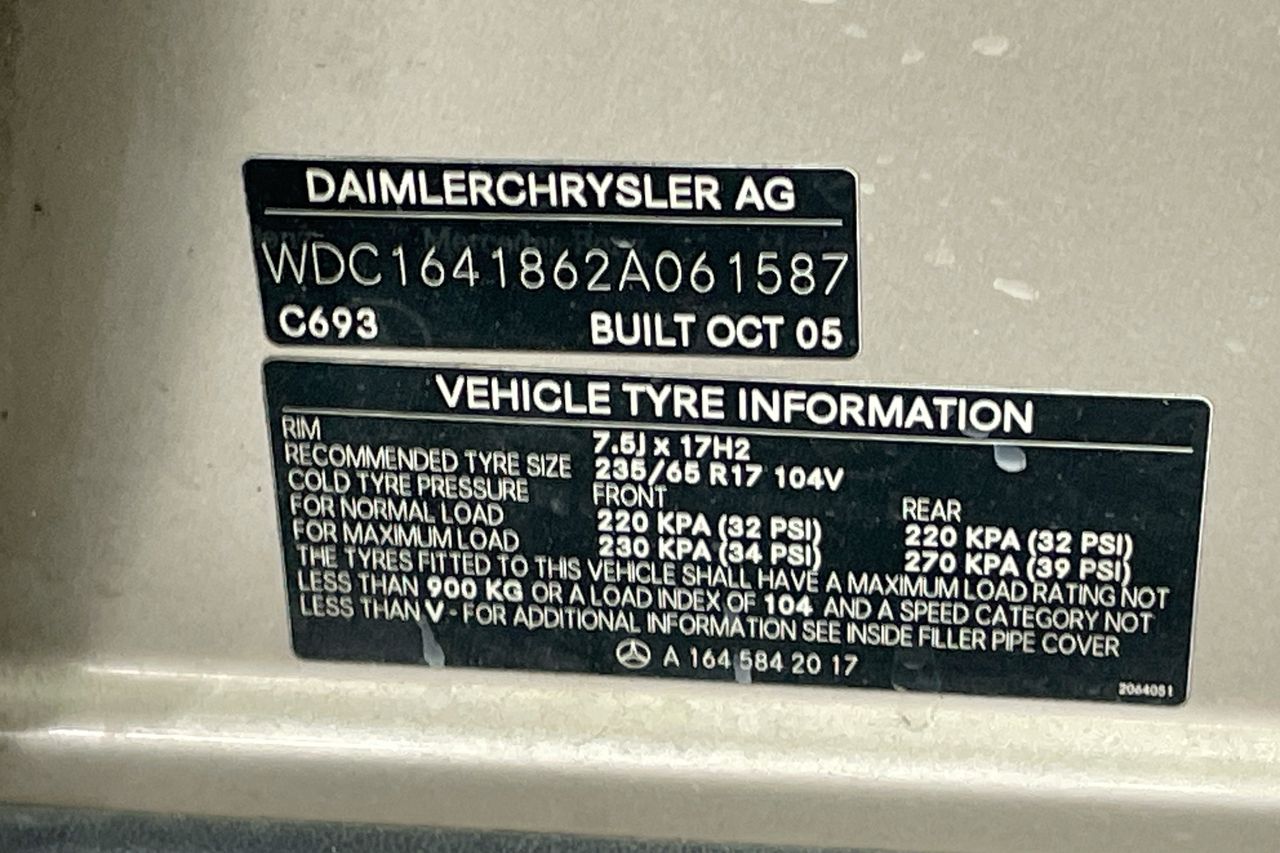 DAIMLERCHRYSLER AG
WDC1641862A061587
C693 BUILT OCT 05
VEHICLE TYRE INFORMATION
RIM 7.5J x 17H2
RECOMMENDED TYRE SIZE 235/65 R17 104V
COLD TYRE PRESSURE FRONT REAR
FOR NORMAL LOAD 220 KPA (32 PSI) 220 KPA (32 PSI)
FOR MAXIMUM LOAD 230 KPA (34 PSI) 270 KPA (39 PSI)
THE TYRES FITTED TO THIS VEHICLE SHALL HAVE A MAXIMUM LOAD RATING NOT
LESS THAN 900 KG OR A LOAD INDEX OF 104 AND A SPEED CATEGORY NOT
LESS THAN V - FOR ADDITIONAL INFORMATION SEE INSIDE FILLER PIPE COVER
A 164 584 20 17
2064051